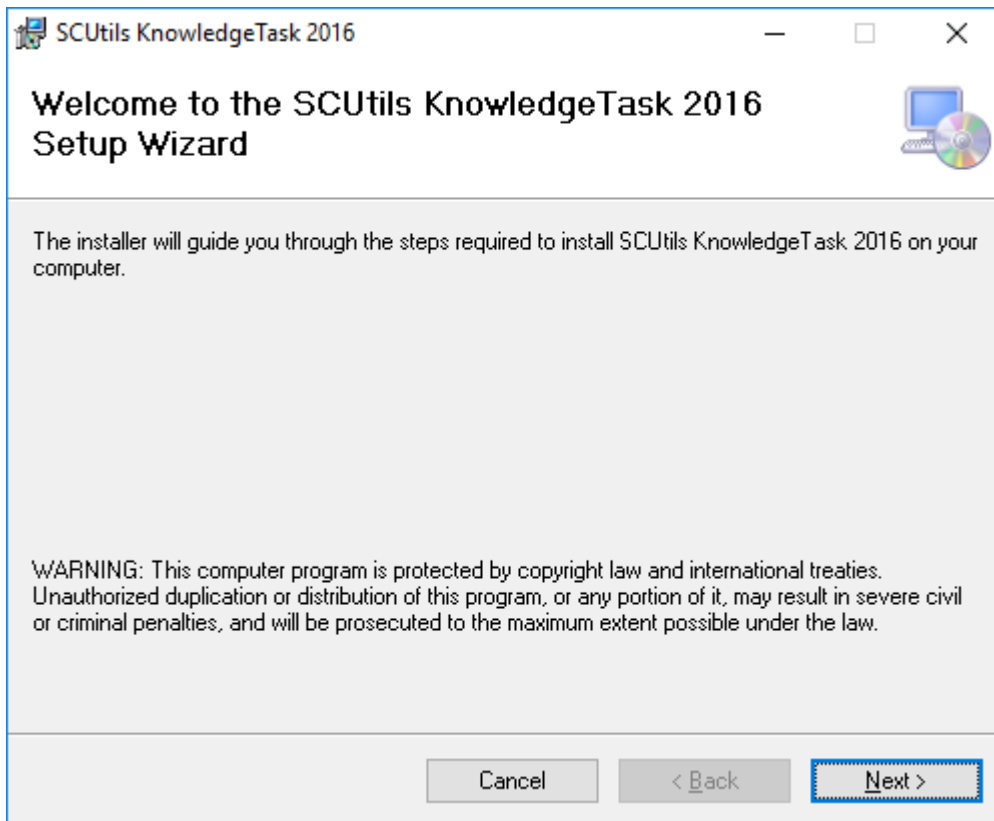 SCUtils KnowledgeTask 2016
Welcome to the SCUtils KnowledgeTask 2016
Setup Wizard
The installer will guide you through the steps required to install SCUtils KnowledgeTask 2016 on your
computer.
WARNING: This computer program is protected by copyright law and international treaties.
Unauthorized duplication or distribution of this program, or any portion of it, may result in severe civil
or criminal penalties, and will be prosecuted to the maximum extent possible under the law.
Cancel < Back Next >